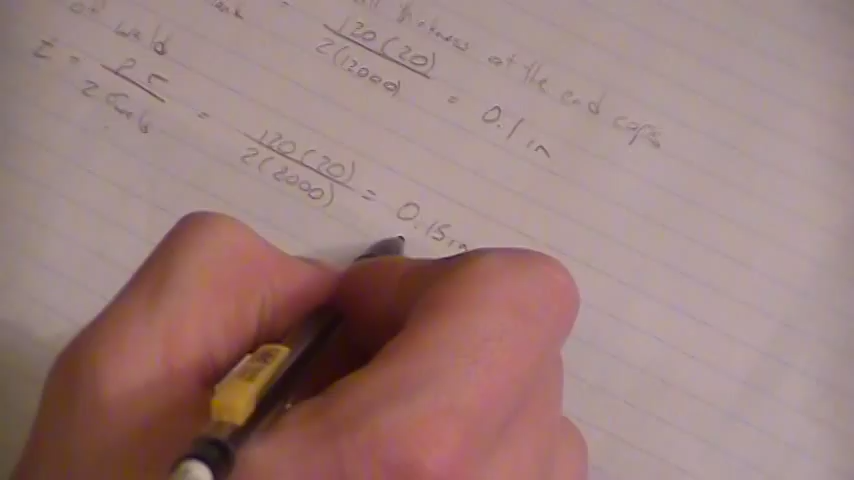 thickness at the end caps
= 120(20) / 2(12000) = 0.1 in
at weld
t = pr / 2σweld = 120(20) / 2(2000) = 0.15 in